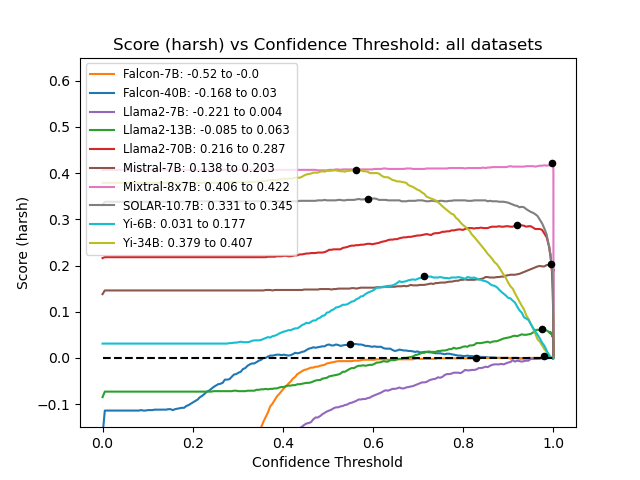 Score (harsh) vs Confidence Threshold: all datasets
Score (harsh)
0.6
0.5
0.4
0.3
0.2
0.1
0.0
−0.1
Falcon-7B: -0.52 to -0.0
Falcon-40B: -0.168 to 0.03
Llama2-7B: -0.221 to 0.004
Llama2-13B: -0.085 to 0.063
Llama2-70B: 0.216 to 0.287
Mistral-7B: 0.138 to 0.203
Mixtral-8x7B: 0.406 to 0.422
SOLAR-10.7B: 0.331 to 0.345
Yi-6B: 0.031 to 0.177
Yi-34B: 0.379 to 0.407
0.0 0.2 0.4 0.6 0.8 1.0
Confidence Threshold